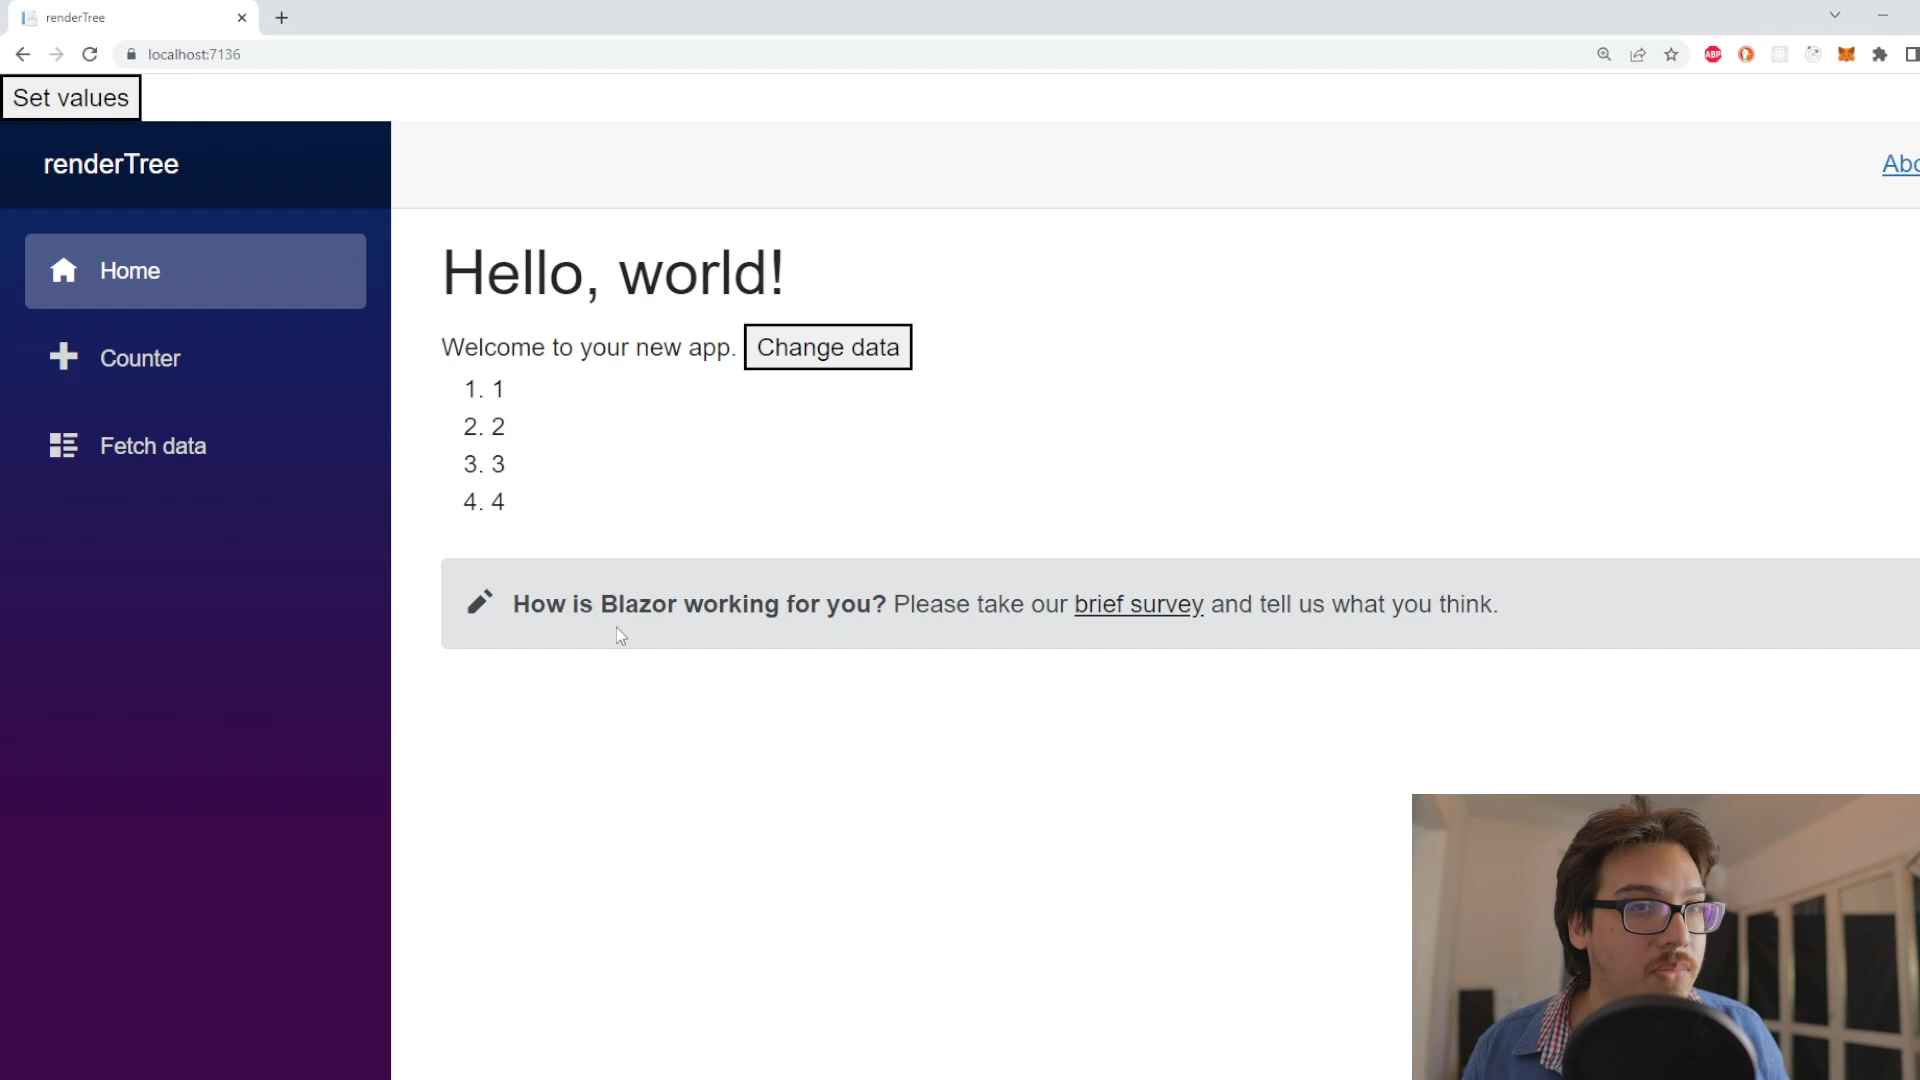 renderTree
localhost:7136
ABP
Set values
renderTree
Abo
Home
Hello, world!
Welcome to your new app. Change data
Counter
1. 1
2. 2
Fetch data
3. 3
4. 4
How is Blazor working for you? Please take our brief survey and tell us what you think.